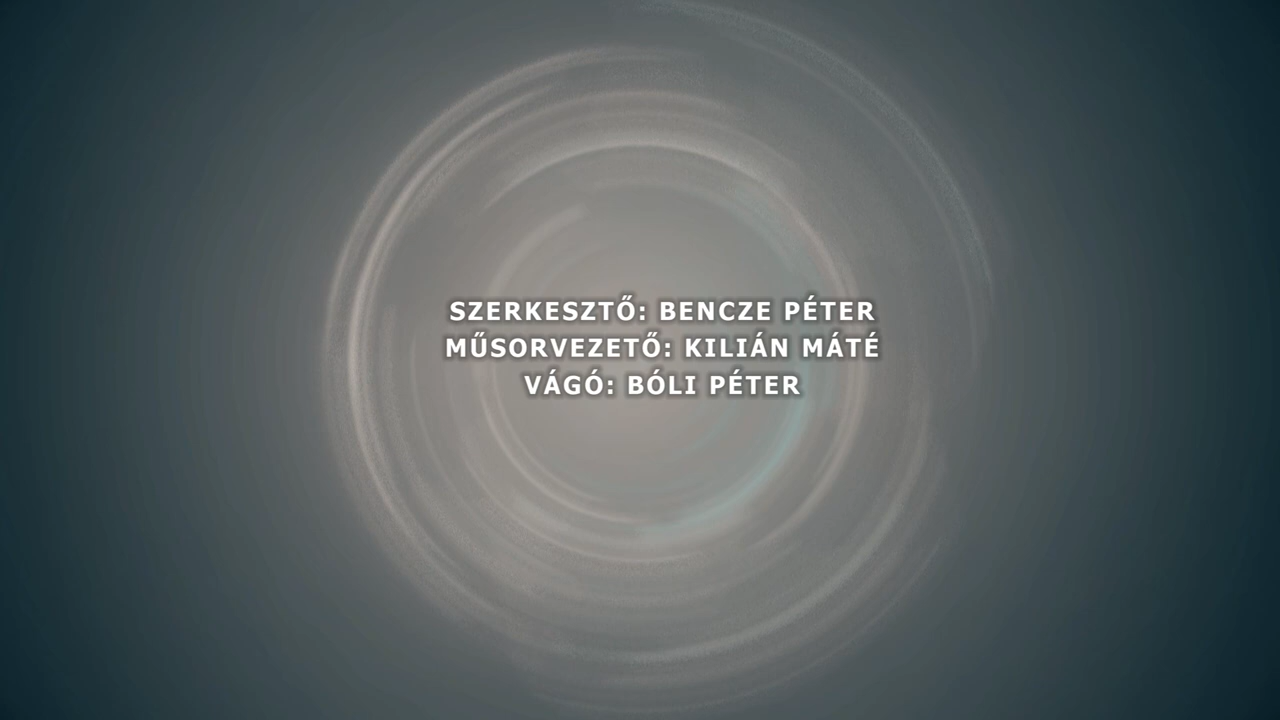 SZERKESZTŐ: BENCZE PÉTER
MŰSORVEZETŐ: KILIÁN MÁTÉ
VÁGÓ: BÓLI PÉTER